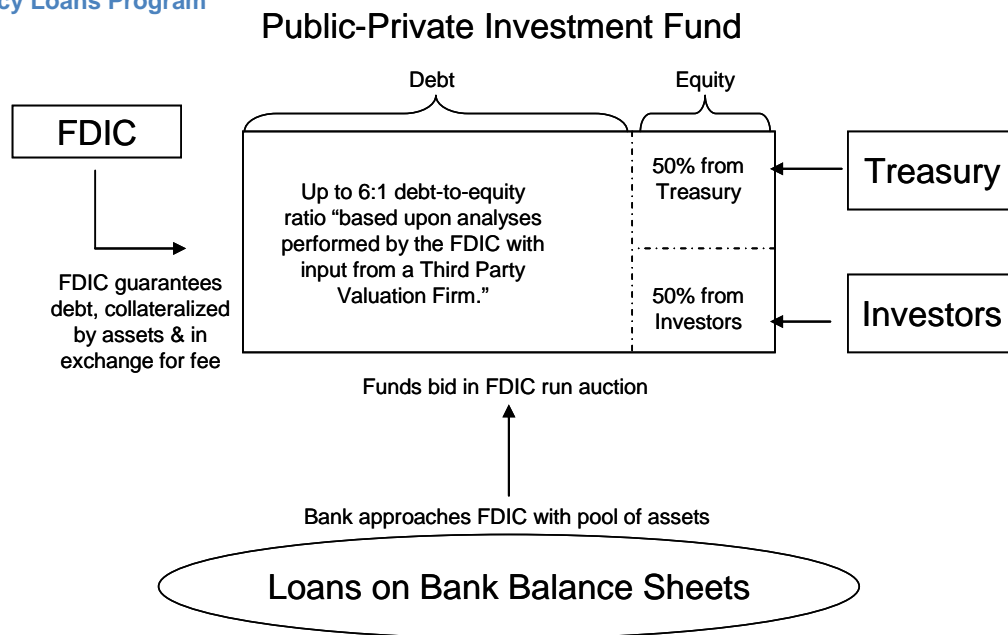 cy Loans Program
Public-Private Investment Fund
Debt
Equity
FDIC
Up to 6:1 debt-to-equity
ratio “based upon analyses
performed by the FDIC with
input from a Third Party
Valuation Firm.”
50% from
Treasury
Treasury
50% from
Investors
Investors
FDIC guarantees
debt, collateralized
by assets & in
exchange for fee
Funds bid in FDIC run auction
Bank approaches FDIC with pool of assets
Loans on Bank Balance Sheets